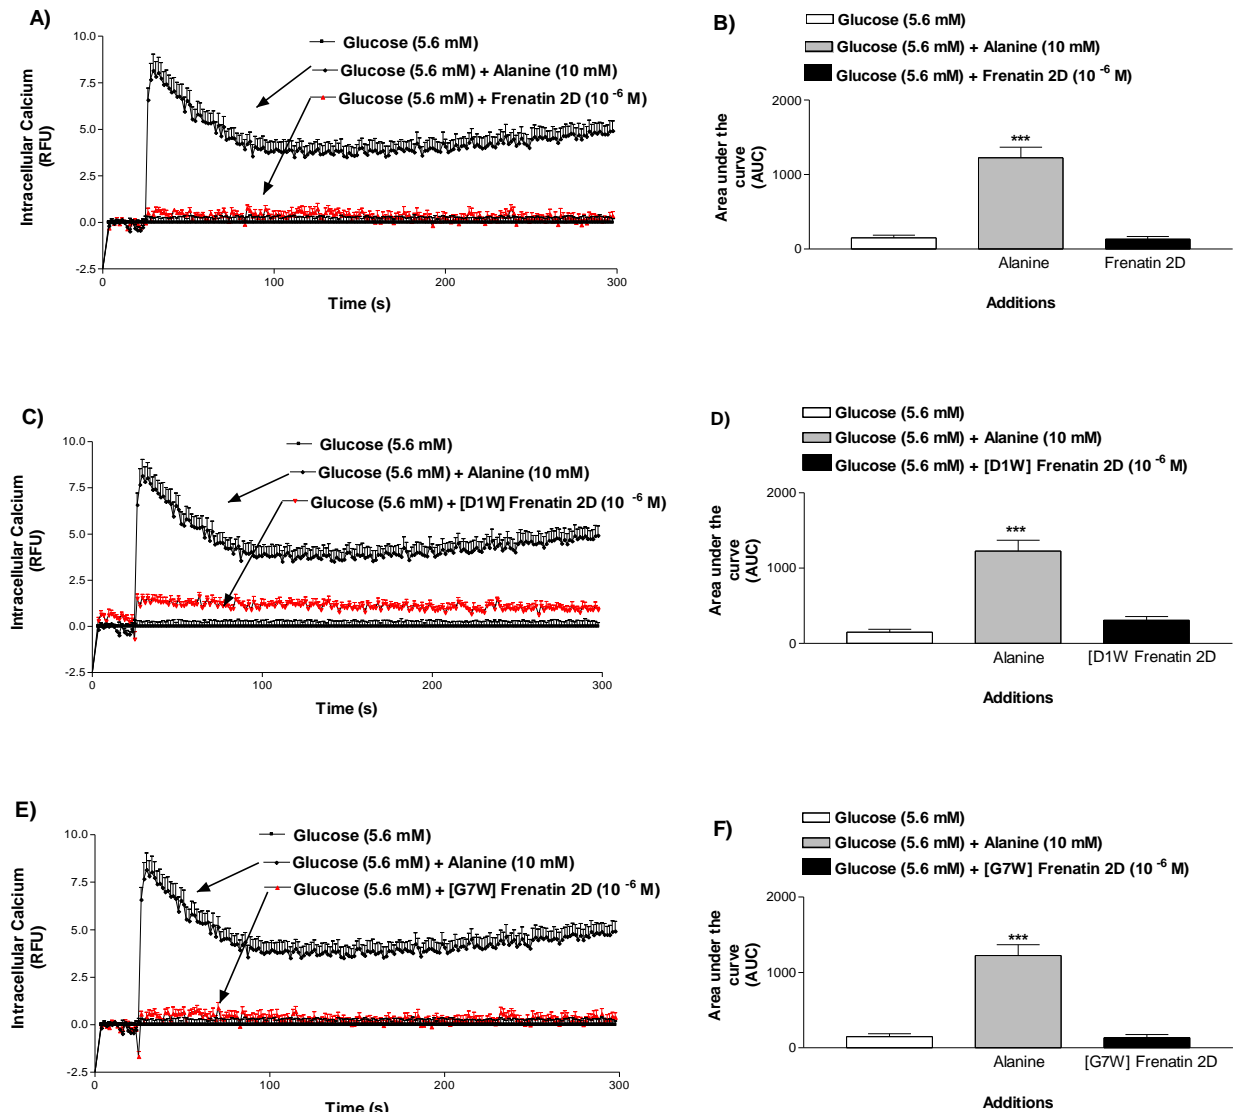 A)
Glucose (5.6 mM)
Glucose (5.6 mM) + Alanine (10 mM)
Glucose (5.6 mM) + Frenatin 2D (10 -6 M)
Intracellular Calcium
(RFU)
10.0
7.5
5.0
2.5
0.0
-2.5
0
100
200
300
Time (s)
B)
Glucose (5.6 mM)
Glucose (5.6 mM) + Alanine (10 mM)
Glucose (5.6 mM) + Frenatin 2D (10 -6 M)
Area under the
curve
(AUC)
2000
1000
0
***
Alanine
Frenatin 2D
Additions
C)
Glucose (5.6 mM)
Glucose (5.6 mM) + Alanine (10 mM)
Glucose (5.6 mM) + [D1W] Frenatin 2D (10 -6 M)
Intracellular Calcium
(RFU)
10.0
7.5
5.0
2.5
0.0
-2.5
0
100
200
300
Time (s)
D)
Glucose (5.6 mM)
Glucose (5.6 mM) + Alanine (10 mM)
Glucose (5.6 mM) + [D1W] Frenatin 2D (10 -6 M)
Area under the
curve
(AUC)
2000
1000
0
***
Alanine
[D1W Frenatin 2D
Additions
E)
Glucose (5.6 mM)
Glucose (5.6 mM) + Alanine (10 mM)
Glucose (5.6 mM) + [G7W] Frenatin 2D (10 -6 M)
Intracellular Calcium
(RFU)
10.0
7.5
5.0
2.5
0.0
-2.5
0
100
200
300
Time (s)
F)
Glucose (5.6 mM)
Glucose (5.6 mM) + Alanine (10 mM)
Glucose (5.6 mM) + [G7W] Frenatin 2D (10 -6 M)
Area under the
curve
(AUC)
2000
1000
0
***
Alanine
[G7W] Frenatin 2D
Additions